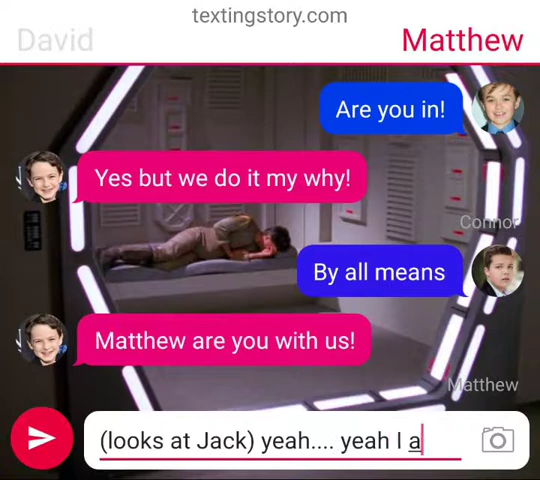 textingstory.com
David
Matthew
Are you in!
Yes but we do it my why!
Connor
By all means
Matthew are you with us!
Matthew
(looks at Jack) yeah.... yeah I a